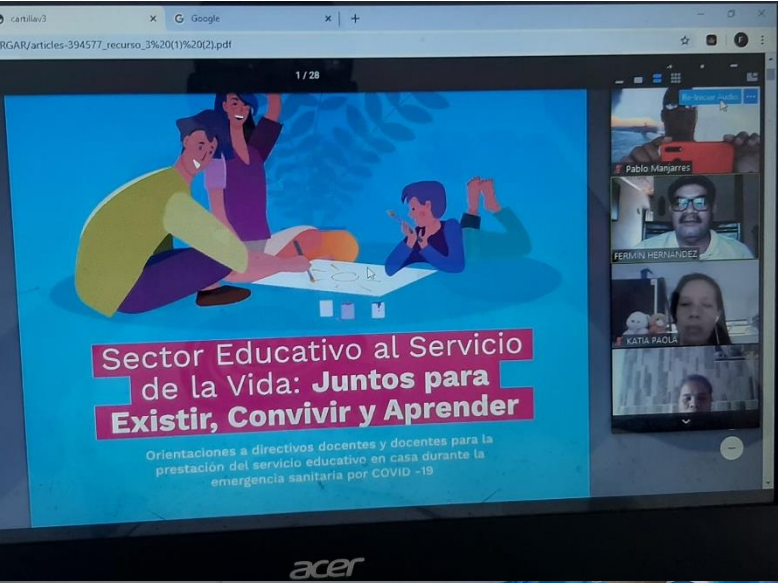 cartillav3
Google
RGAR/articles-394577_recurso_3%20(1)%20(2).pdf
F
1 / 28
Re Iniciar Audio
Pablo Manjarres
FERMIN HERNÁNDEZ
KATIA PAOLA
Sector Educativo al Servicio
de la Vida: Juntos para
Existir, Convivir y Aprender
Orientaciones a directivos docentes y docentes para la
prestación del servicio educativo en casa durante la
emergencia sanitaria por COVID -19
acer